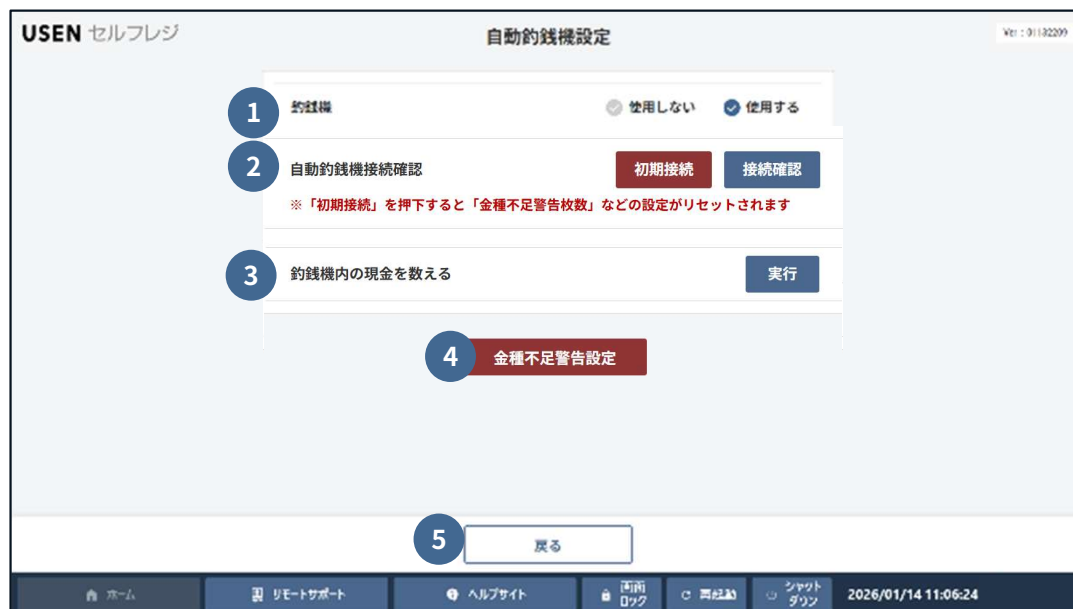 USEN セルフレジ
自動釣銭機設定
Ver : 01.132209
1
釣銭機
使用しない
使用する
2
自動釣銭機接続確認
初期接続
接続確認
※「初期接続」を押下すると「金種不足警告枚数」などの設定がリセットされます
3
釣銭機内の現金を数える
実行
4
金種不足警告設定
5
戻る
ホーム
リモートサポート
ヘルプサイト
画面
ロック
再起動
シャット
ダウン
2026/01/14 11:06:24